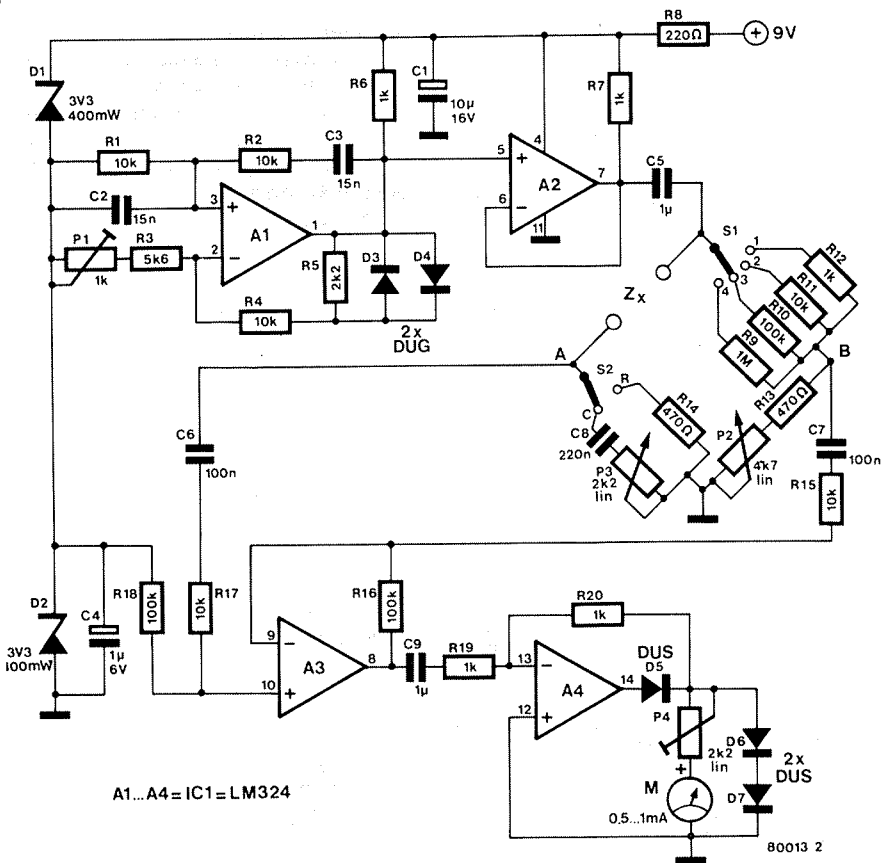 R8
220Ω
+ 9V
D1
3V3
400mW
R6
1k
C1
10µ
16V
R7
1k
R1
10k
R2
10k
C3
15n
5
+
4
A2
7
6
–
11
C5
1µ
C2
15n
3
+
A1
1
2
–
P1
1k
R3
5k6
R5
2k2
D3
D4
R4
10k
2x
DUG
S1
1
2
3
4
R12
1k
R11
10k
R10
100k
R9
1M
Zx
A
B
S2
R
C
R14
470Ω
R13
470Ω
C8
220n
P3
2k2
lin
P2
4k7
lin
C7
100n
R15
10k
C6
100n
D2
3V3
400mW
C4
1µ
6V
R18
100k
R17
10k
R16
100k
9
–
A3
8
10
+
C9
1µ
R19
1k
R20
1k
13
–
A4
14
12
+
DUS
D5
P4
2k2
lin
D6
2x
DUS
D7
+
M
0,5...1mA
A1...A4 = IC1 = LM324
80013 2